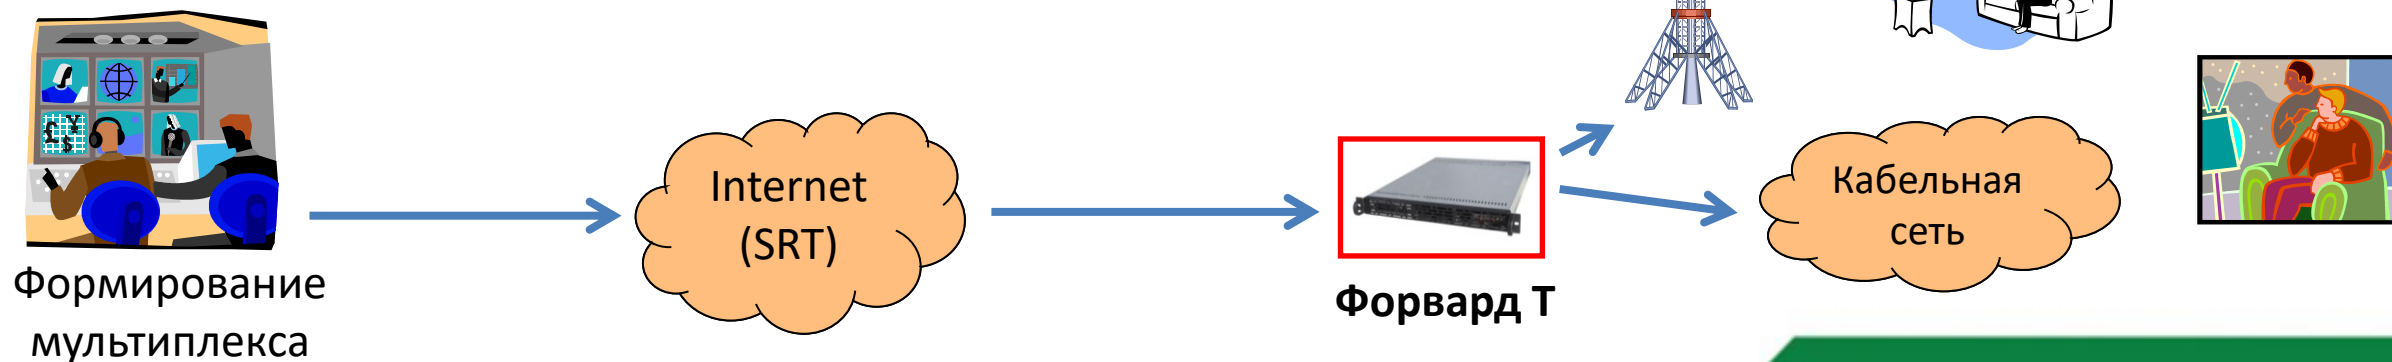 Формирование
мультиплекса
Internet
(SRT)
Форвард Т
Кабельная
сеть